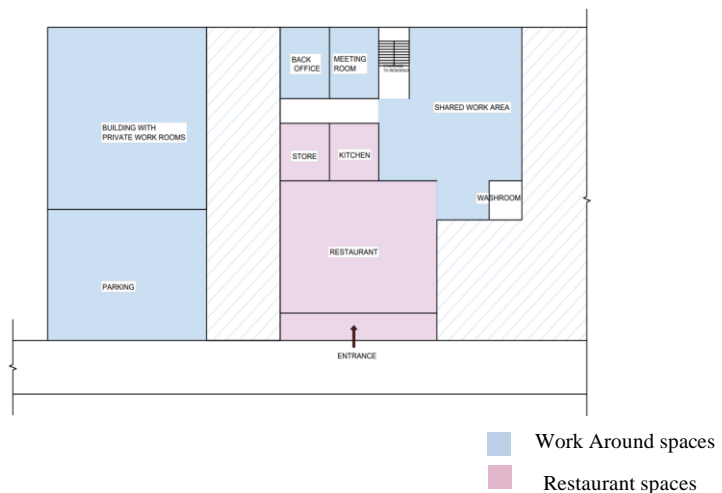 BACK
OFFICE
MEETING
ROOM
SHARED WORK AREA
BUILDING WITH
PRIVATE WORK ROOMS
STORE
KITCHEN
WASHROOM
RESTAURANT
PARKING
ENTRANCE
Work Around spaces
Restaurant spaces